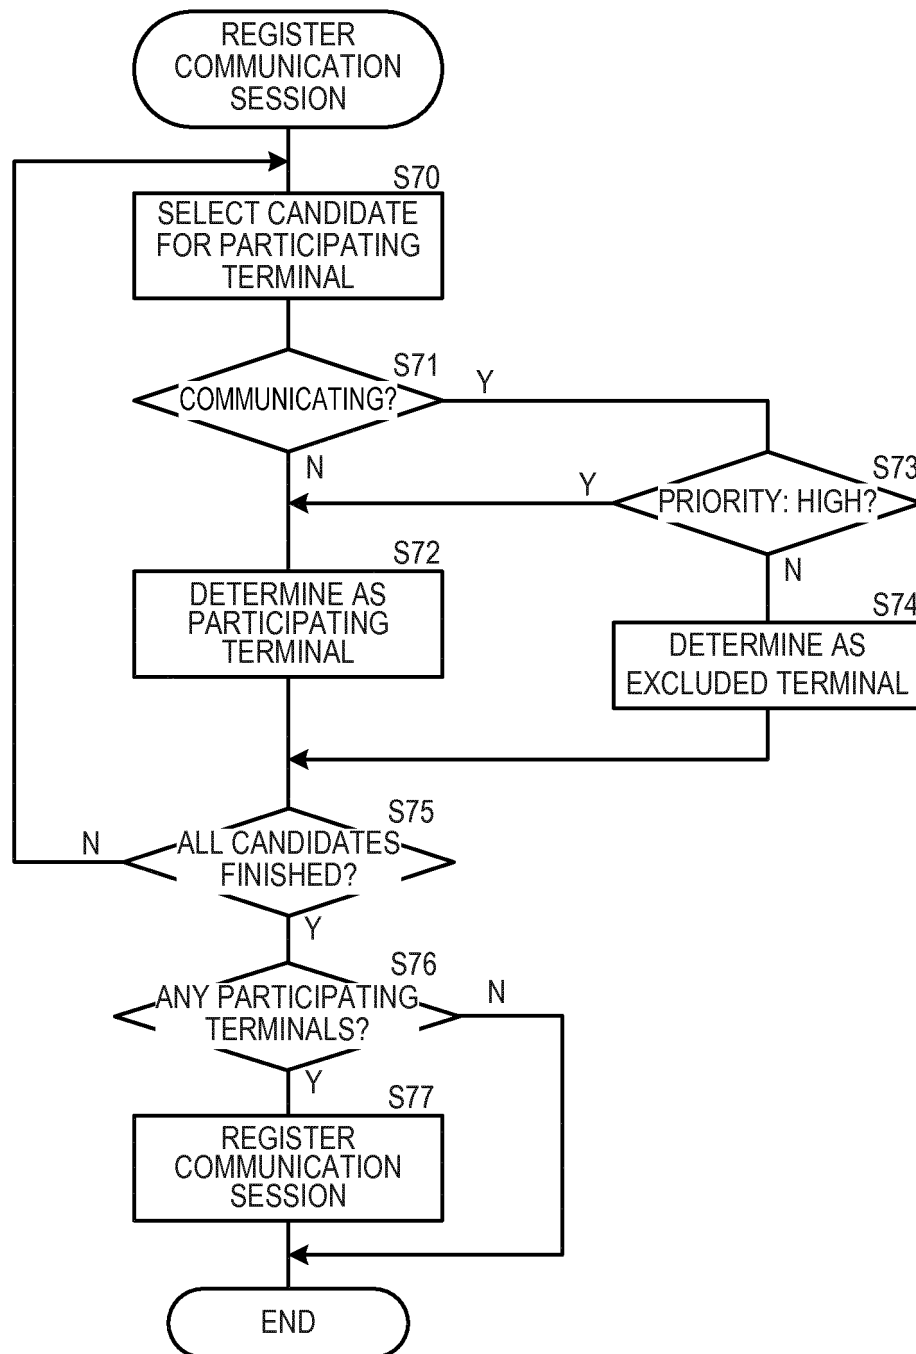 REGISTER
COMMUNICATION
SESSION
S70
SELECT CANDIDATE
FOR PARTICIPATING
TERMINAL
S71
COMMUNICATING?
Y
N
S73
PRIORITY: HIGH?
Y
N
S72
DETERMINE AS
PARTICIPATING
TERMINAL
S74
DETERMINE AS
EXCLUDED TERMINAL
S75
ALL CANDIDATES
FINISHED?
N
Y
S76
ANY PARTICIPATING
TERMINALS?
N
Y
S77
REGISTER
COMMUNICATION
SESSION
END